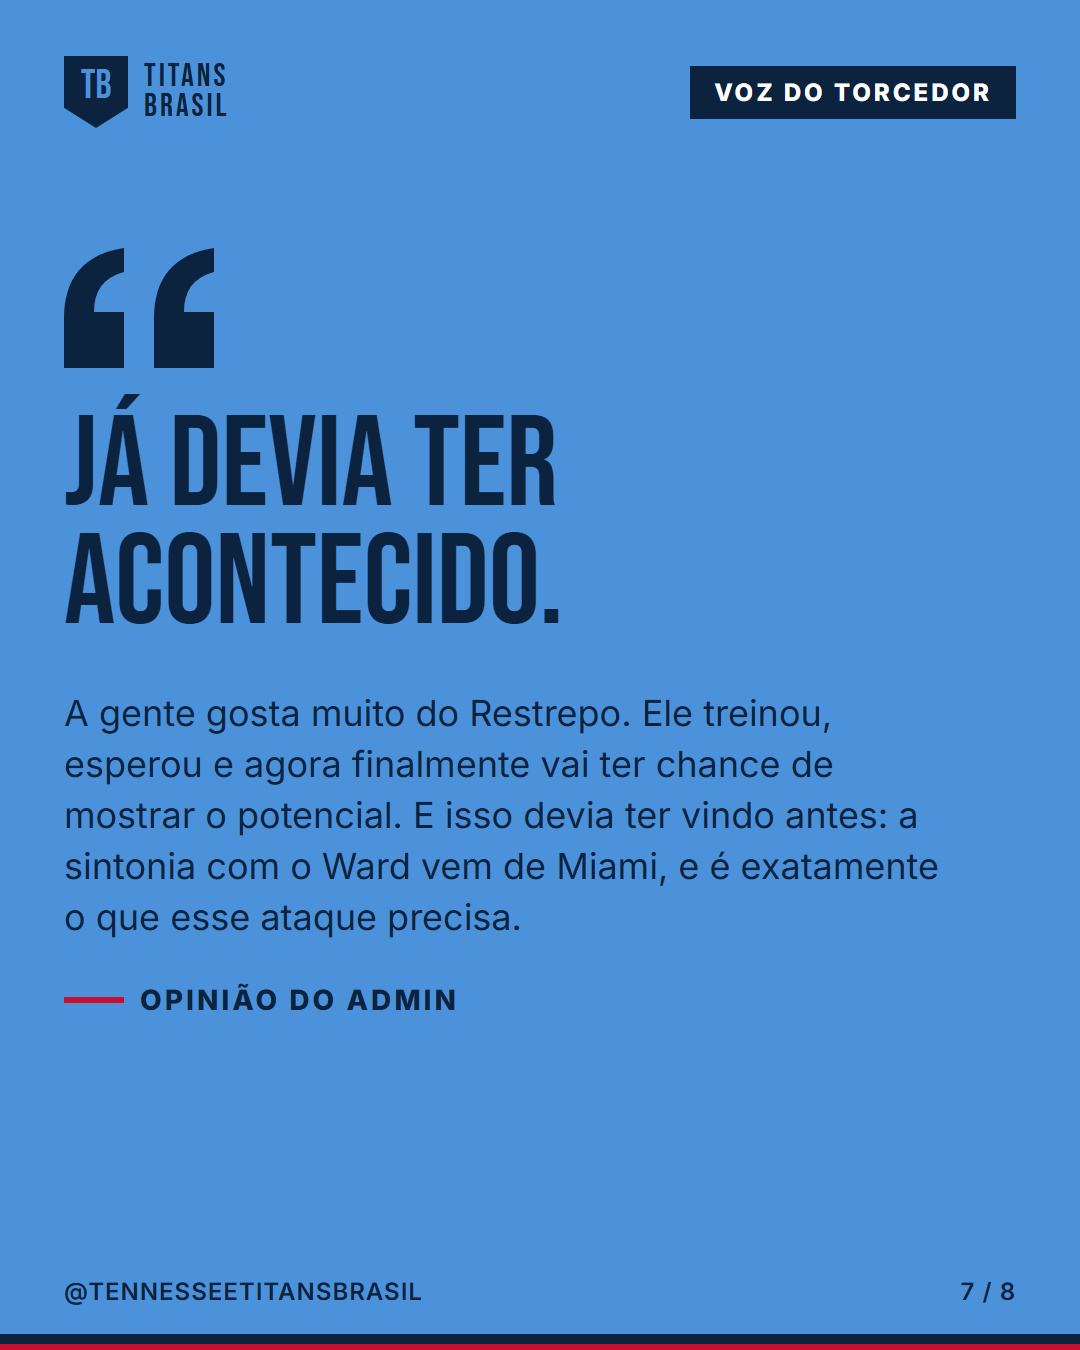 TB
TITANS
BRASIL
VOZ DO TORCEDOR
“
JÁ DEVIA TER
ACONTECIDO.
A gente gosta muito do Restrepo. Ele treinou,
esperou e agora finalmente vai ter chance de
mostrar o potencial. E isso devia ter vindo antes: a
sintonia com o Ward vem de Miami, e é exatamente
o que esse ataque precisa.
OPINIÃO DO ADMIN
@TENNESSEETITANSBRASIL
7 / 8